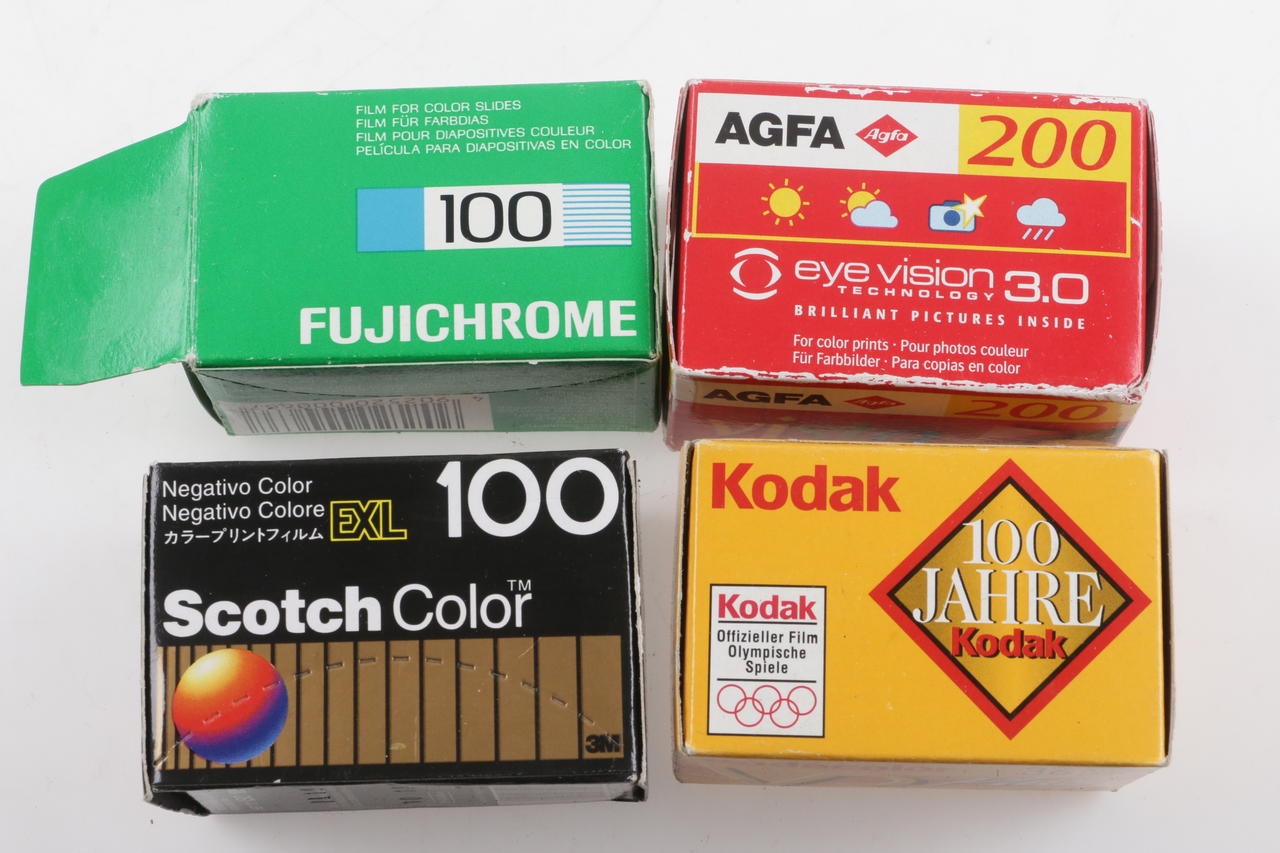 FILM FOR COLOR SLIDES
FILM FÜR FARBDIAS
FILM POUR DIAPOSITIVES COULEUR
PELÍCULA PARA DIAPOSITIVAS EN COLOR
100
FUJICHROME
AGFA Agfa 200
eye vision 3.0
TECHNOLOGY
BRILLIANT PICTURES INSIDE
For color prints · Pour photos couleur
Für Farbbilder · Para copias en color
AGFA Agfa 200
Negativo Color
Negativo Colore
カラープリントフィルム
EXL
100
Scotch Color™
3M
Kodak
100
JAHRE
Kodak
Kodak
Offizieller Film
Olympische
Spiele